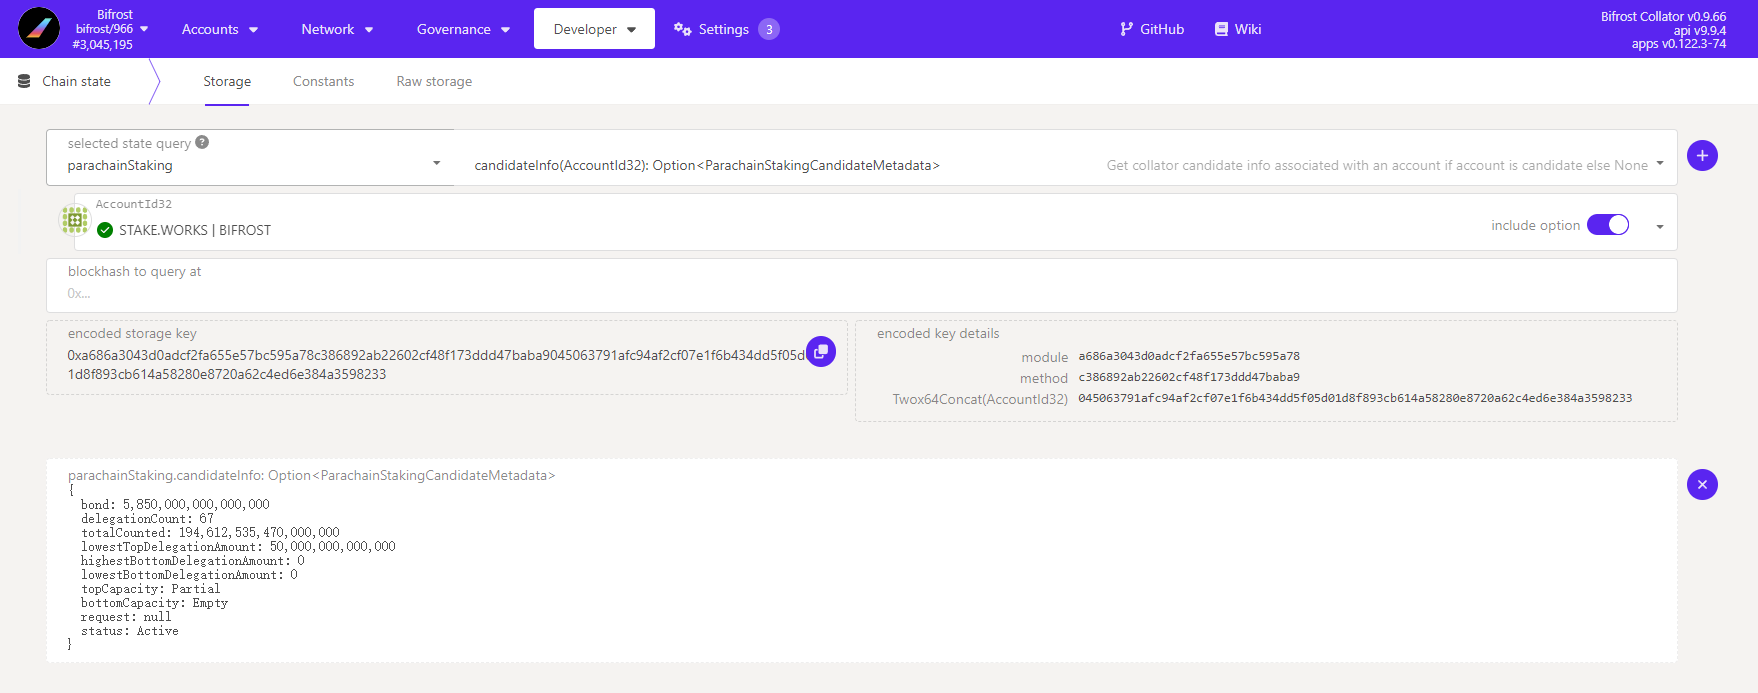 Bifrost
bifrost/966
#3,045,195
Accounts
Network
Governance
Developer
Settings
3
GitHub
Wiki
Bifrost Collator v0.9.66
api v9.9.4
apps v0.122.3-74
Chain state
Storage
Constants
Raw storage
selected state query ?
parachainStaking
candidateInfo(AccountId32): Option<ParachainStakingCandidateMetadata>
Get collator candidate info associated with an account if account is candidate else None
AccountId32
STAKE.WORKS | BIFROST
include option
blockhash to query at
0x...
encoded storage key
0xa686a3043d0adcf2fa655e57bc595a78c386892ab22602cf48f173ddd47baba9045063791afc94af2cf07e1f6b434dd5f05d0
1d8f893cb614a58280e8720a62c4ed6e384a3598233
encoded key details
module a686a3043d0adcf2fa655e57bc595a78
method c386892ab22602cf48f173ddd47baba9
Twox64Concat(AccountId32) 045063791afc94af2cf07e1f6b434dd5f05d01d8f893cb614a58280e8720a62c4ed6e384a3598233
parachainStaking.candidateInfo: Option<ParachainStakingCandidateMetadata>
{
bond: 5,850,000,000,000,000
delegationCount: 67
totalCounted: 194,612,535,470,000,000
lowestTopDelegationAmount: 50,000,000,000,000
highestBottomDelegationAmount: 0
lowestBottomDelegationAmount: 0
topCapacity: Partial
bottomCapacity: Empty
request: null
status: Active
}